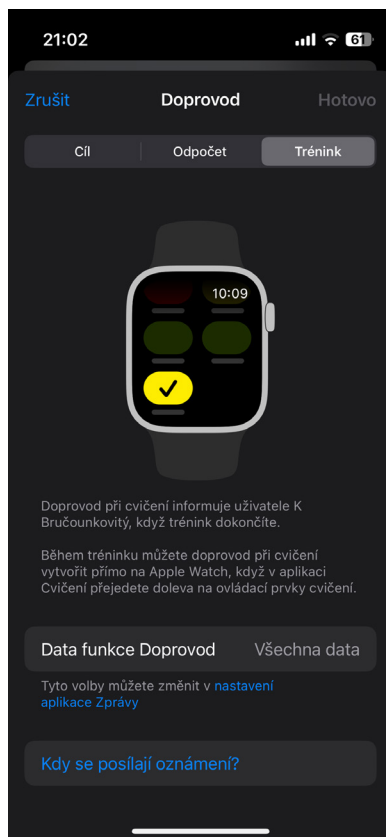 21:02
61
Zrušit
Doprovod
Hotovo
Cíl
Odpočet
Trénink
10:09
Doprovod při cvičení informuje uživatele K
Bručounkovitý, když trénink dokončíte.
Během tréninku můžete doprovod při cvičení
vytvořit přímo na Apple Watch, když v aplikaci
Cvičení přejedete doleva na ovládací prvky cvičení.
Data funkce Doprovod
Všechna data
Tyto volby můžete změnit v nastavení
aplikace Zprávy
Kdy se posílají oznámení?